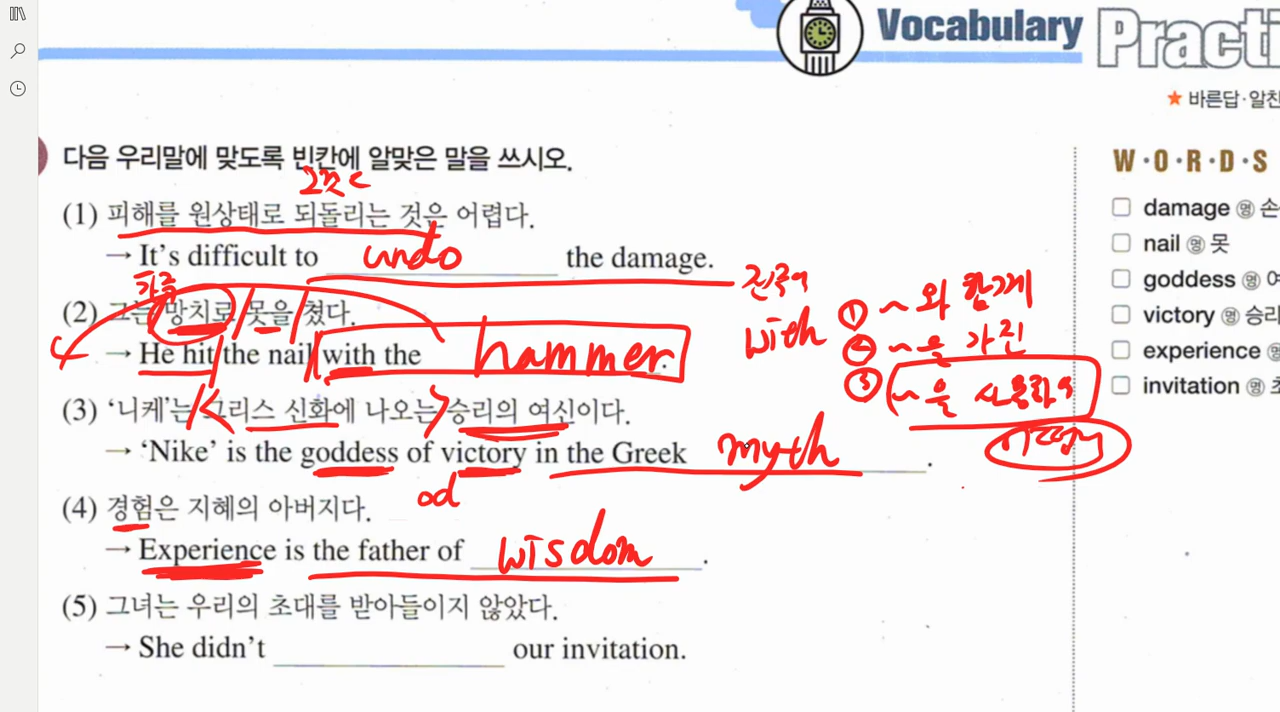 Vocabulary Practi
★ 바른답·알찬
다음 우리말에 맞도록 빈칸에 알맞은 말을 쓰시오.
(1) 피해를 원상태로 되돌리는 것은 어렵다.
→ It's difficult to undo the damage.
(2) 그는 망치로 못을 쳤다.
→ He hit the nail with the hammer.
(3) '니케'는 그리스 신화에 나오는 승리의 여신이다.
→ 'Nike' is the goddess of victory in the Greek myth.
od
(4) 경험은 지혜의 아버지다.
→ Experience is the father of wisdom.
(5) 그녀는 우리의 초대를 받아들이지 않았다.
→ She didn't our invitation.
with
① ~와 함께
② ~을 가진
③ ~을 사용하여
W·O·R·D·S
damage 명 손
nail 명 못
goddess 명 여
victory 명 승리
experience 명
invitation 명 초